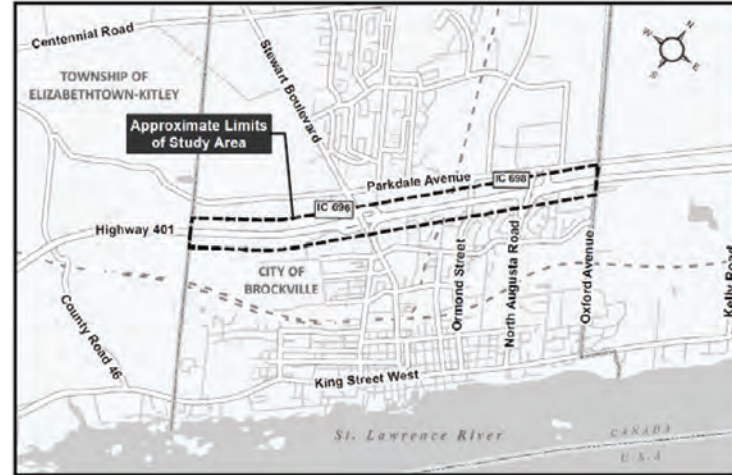 Centennial Road
TOWNSHIP OF
ELIZABETHTOWN-KITLEY
Stewart Boulevard
N
W
E
S
Approximate Limits
of Study Area
Parkdale Avenue
IC 696
IC 698
Highway 401
CITY OF
BROCKVILLE
County Road 46
Ormond Street
North Augusta Road
Oxford Avenue
Kelly Road
King Street West
St. Lawrence River
CANADA
U.S.A